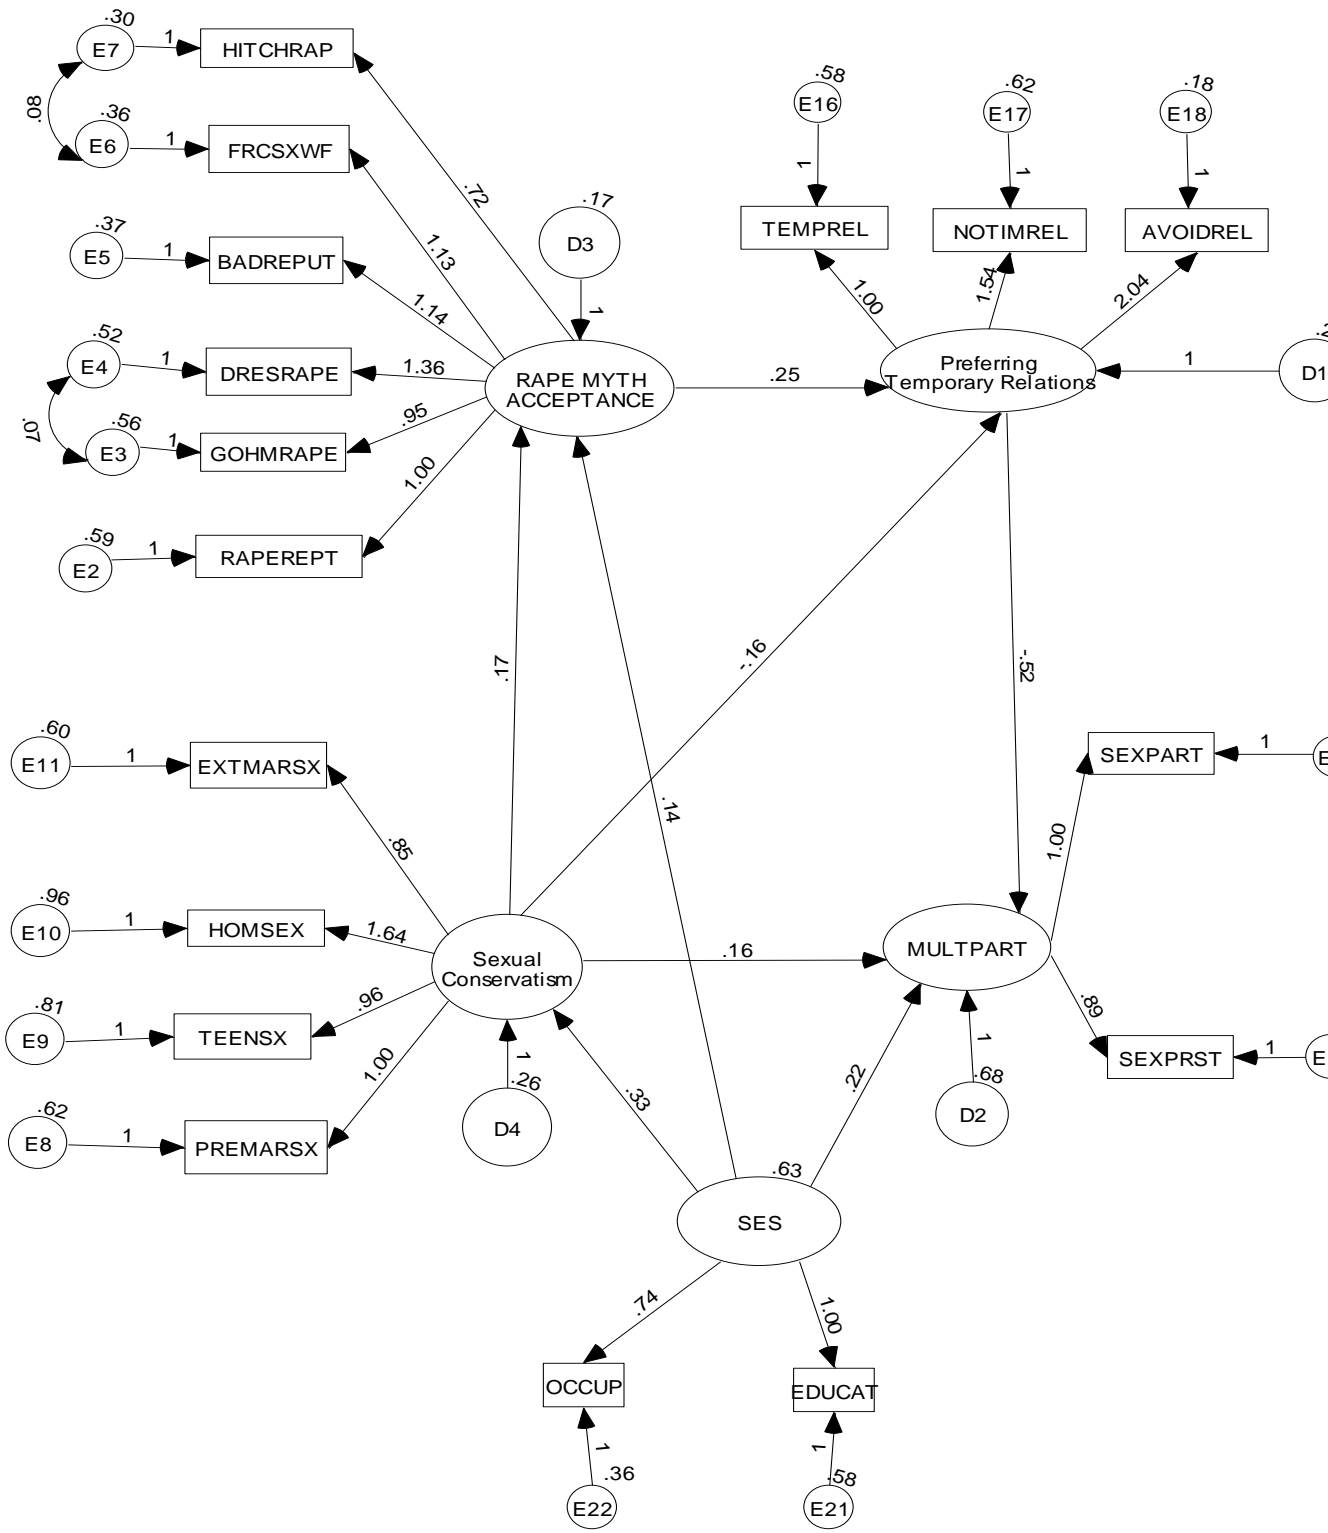 .30
E7
1
HITCHRAP
.08
.36
E6
1
FRCSXWF
.72
.37
E5
1
BADREPUT
1.13
1.14
.52
E4
1
DRESRAPE
1.36
.07
.56
E3
1
GOHMRAPE
.95
.59
E2
1
RAPEREPT
1.00
.17
D3
1
RAPE MYTH
ACCEPTANCE
.25
.58
E16
1
TEMPREL
1.00
.62
E17
1
NOTIMREL
1.54
.18
E18
1
AVOIDREL
2.04
Preferring
Temporary Relations
1
D1
.17
-.16
-.52
.14
.60
E11
1
EXTMARSX
.85
.96
E10
1
HOMSEX
1.64
.81
E9
1
TEENSX
.96
.62
E8
1
PREMARSX
1.00
Sexual
Conservatism
1
.26
D4
.16
MULTPART
1
.68
D2
SEXPART
1
1.00
.89
SEXPRST
1
.33
.22
.63
SES
.74
1.00
OCCUP
1
.36
E22
EDUCAT
1
.58
E21